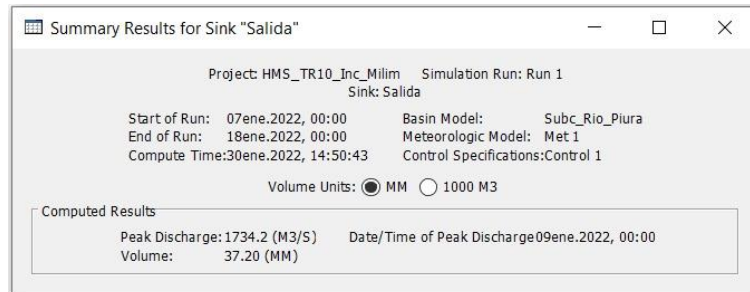 Summary Results for Sink "Salida"
Project: HMS_TR10_Inc_Milim Simulation Run: Run 1
Sink: Salida
Start of Run: 07ene.2022, 00:00 Basin Model: Subc_Rio_Piura
End of Run: 18ene.2022, 00:00 Meteorologic Model: Met 1
Compute Time:30ene.2022, 14:50:43 Control Specifications:Control 1
Volume Units: MM 1000 M3
Computed Results
Peak Discharge:1734.2 (M3/S) Date/Time of Peak Discharge09ene.2022, 00:00
Volume: 37.20 (MM)